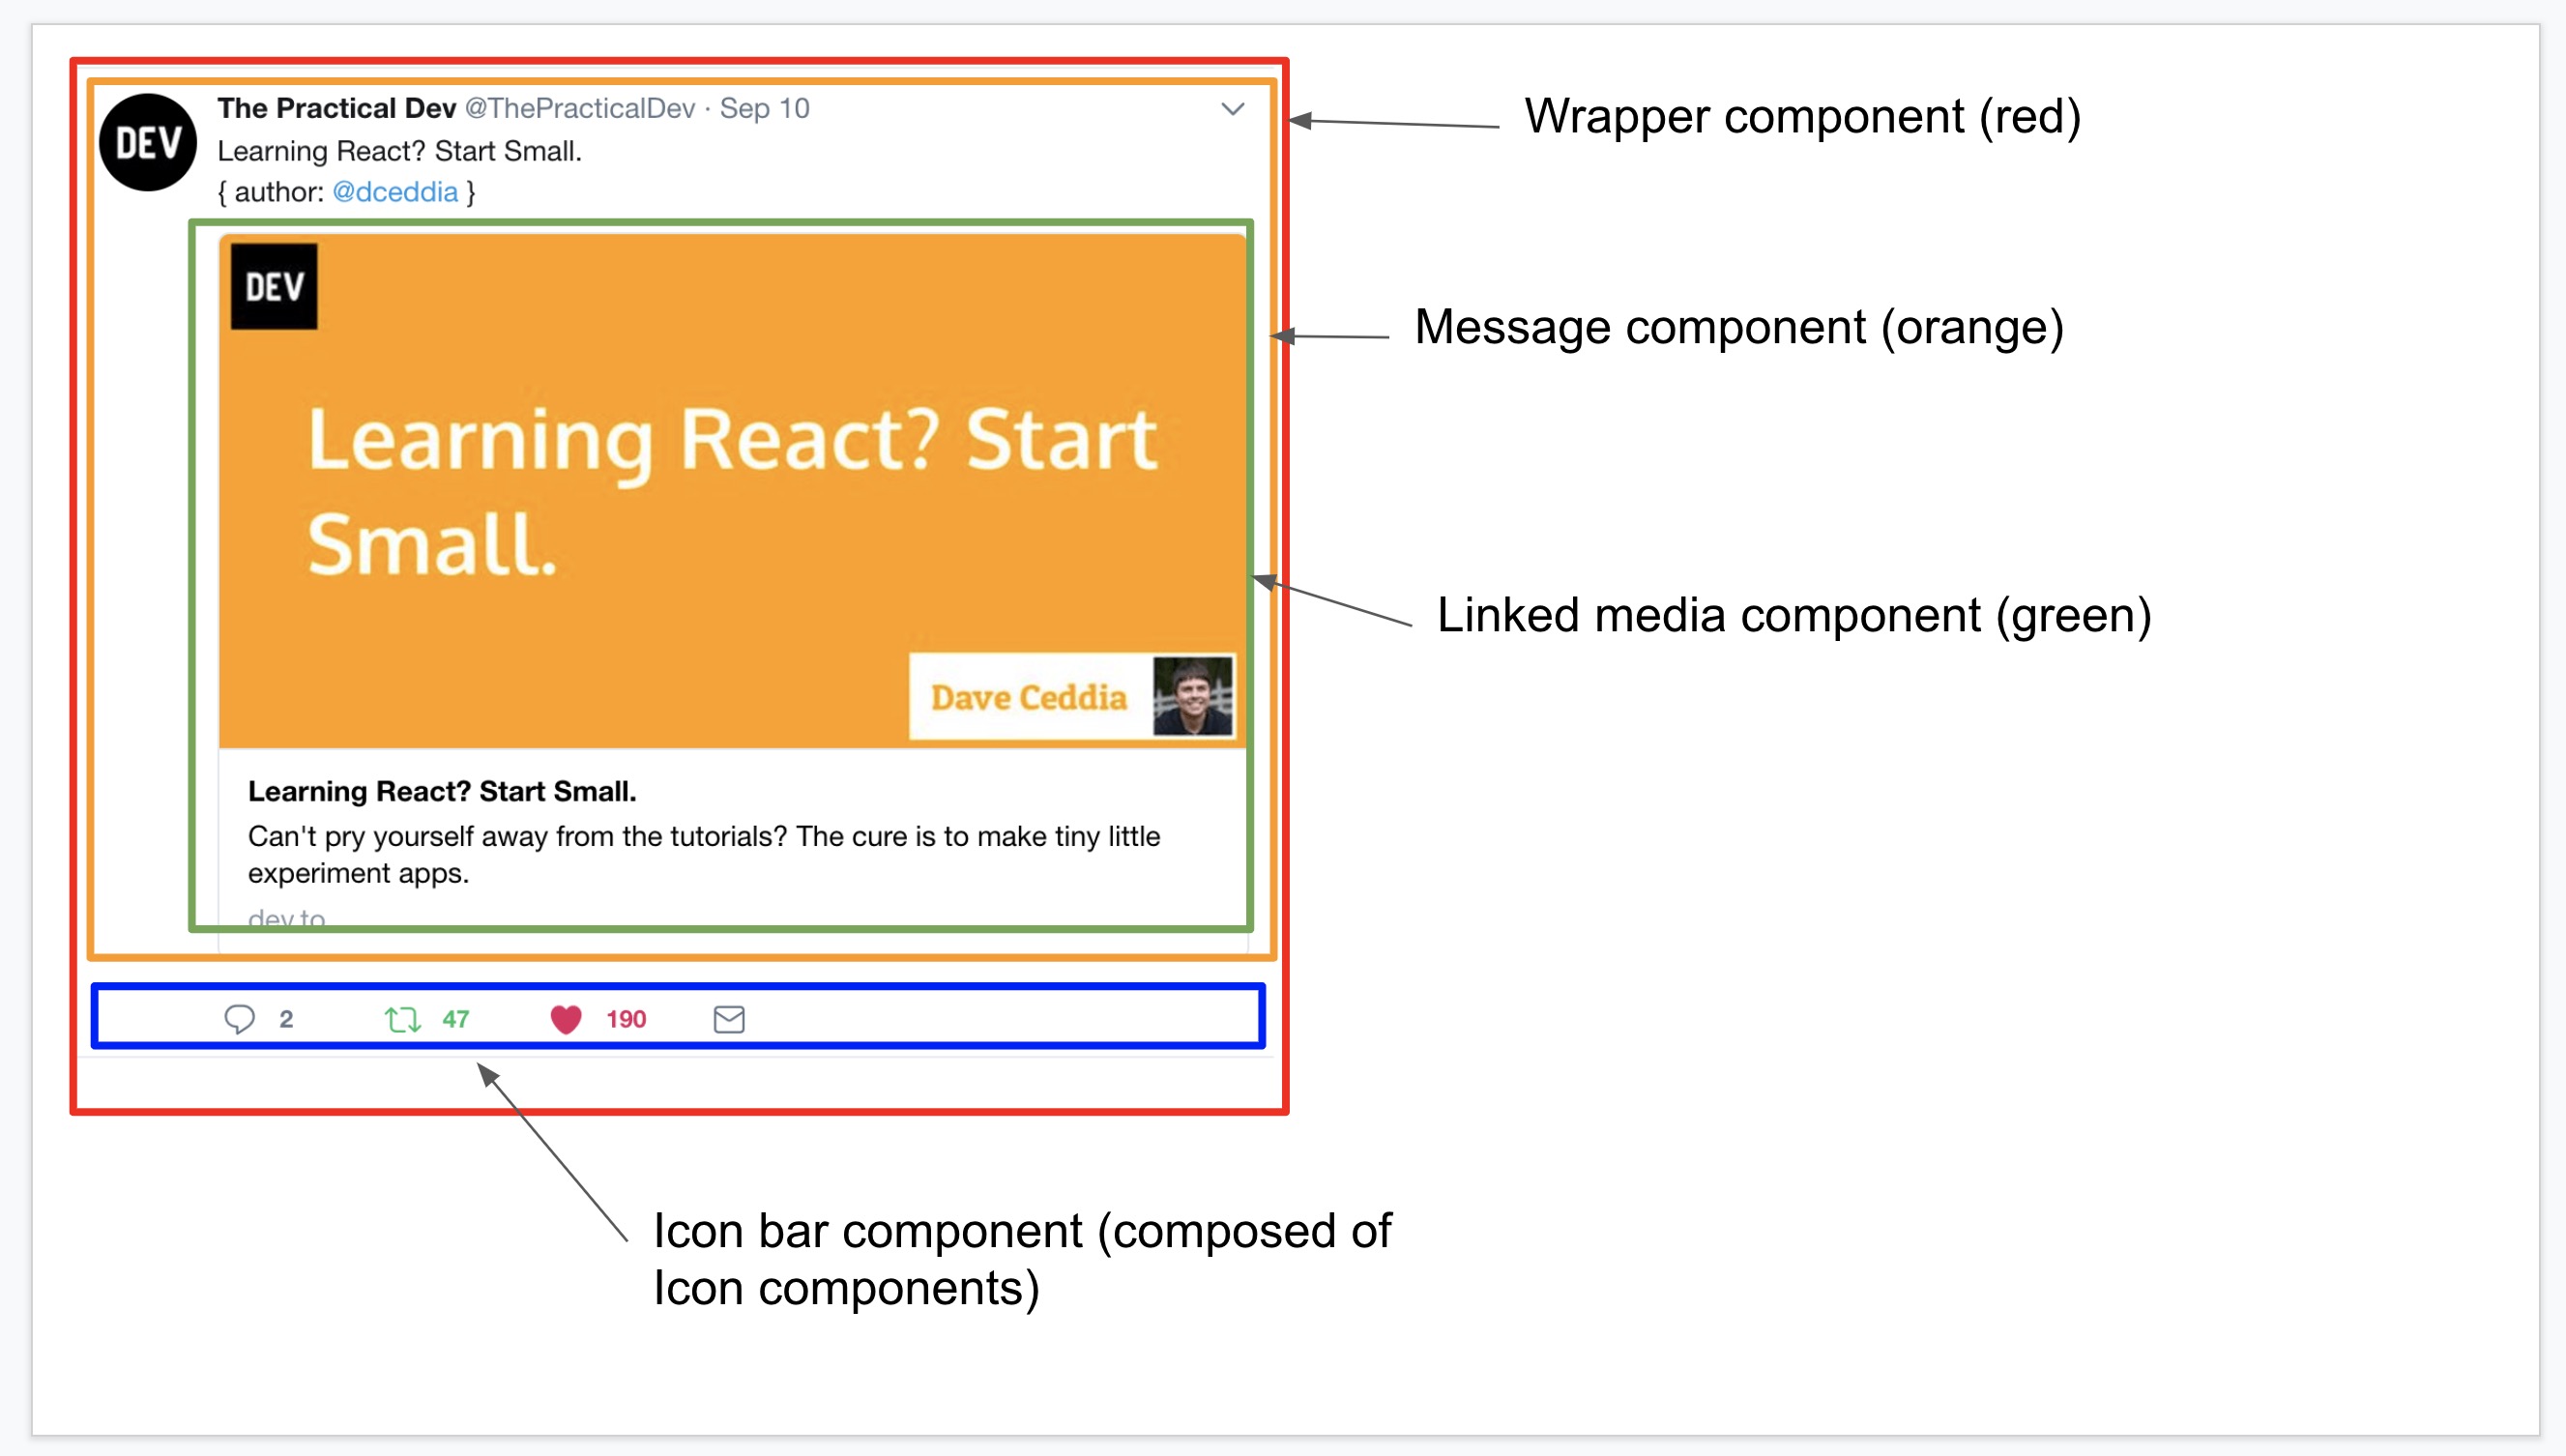 The Practical Dev @ThePracticalDev · Sep 10
DEV
Learning React? Start Small.
{ author: @dceddia }
DEV
Learning React? Start
Small.
Dave Ceddia
Learning React? Start Small.
Can't pry yourself away from the tutorials? The cure is to make tiny little
experiment apps.
dev.to
2 47 190
Wrapper component (red)
Message component (orange)
Linked media component (green)
Icon bar component (composed of
Icon components)